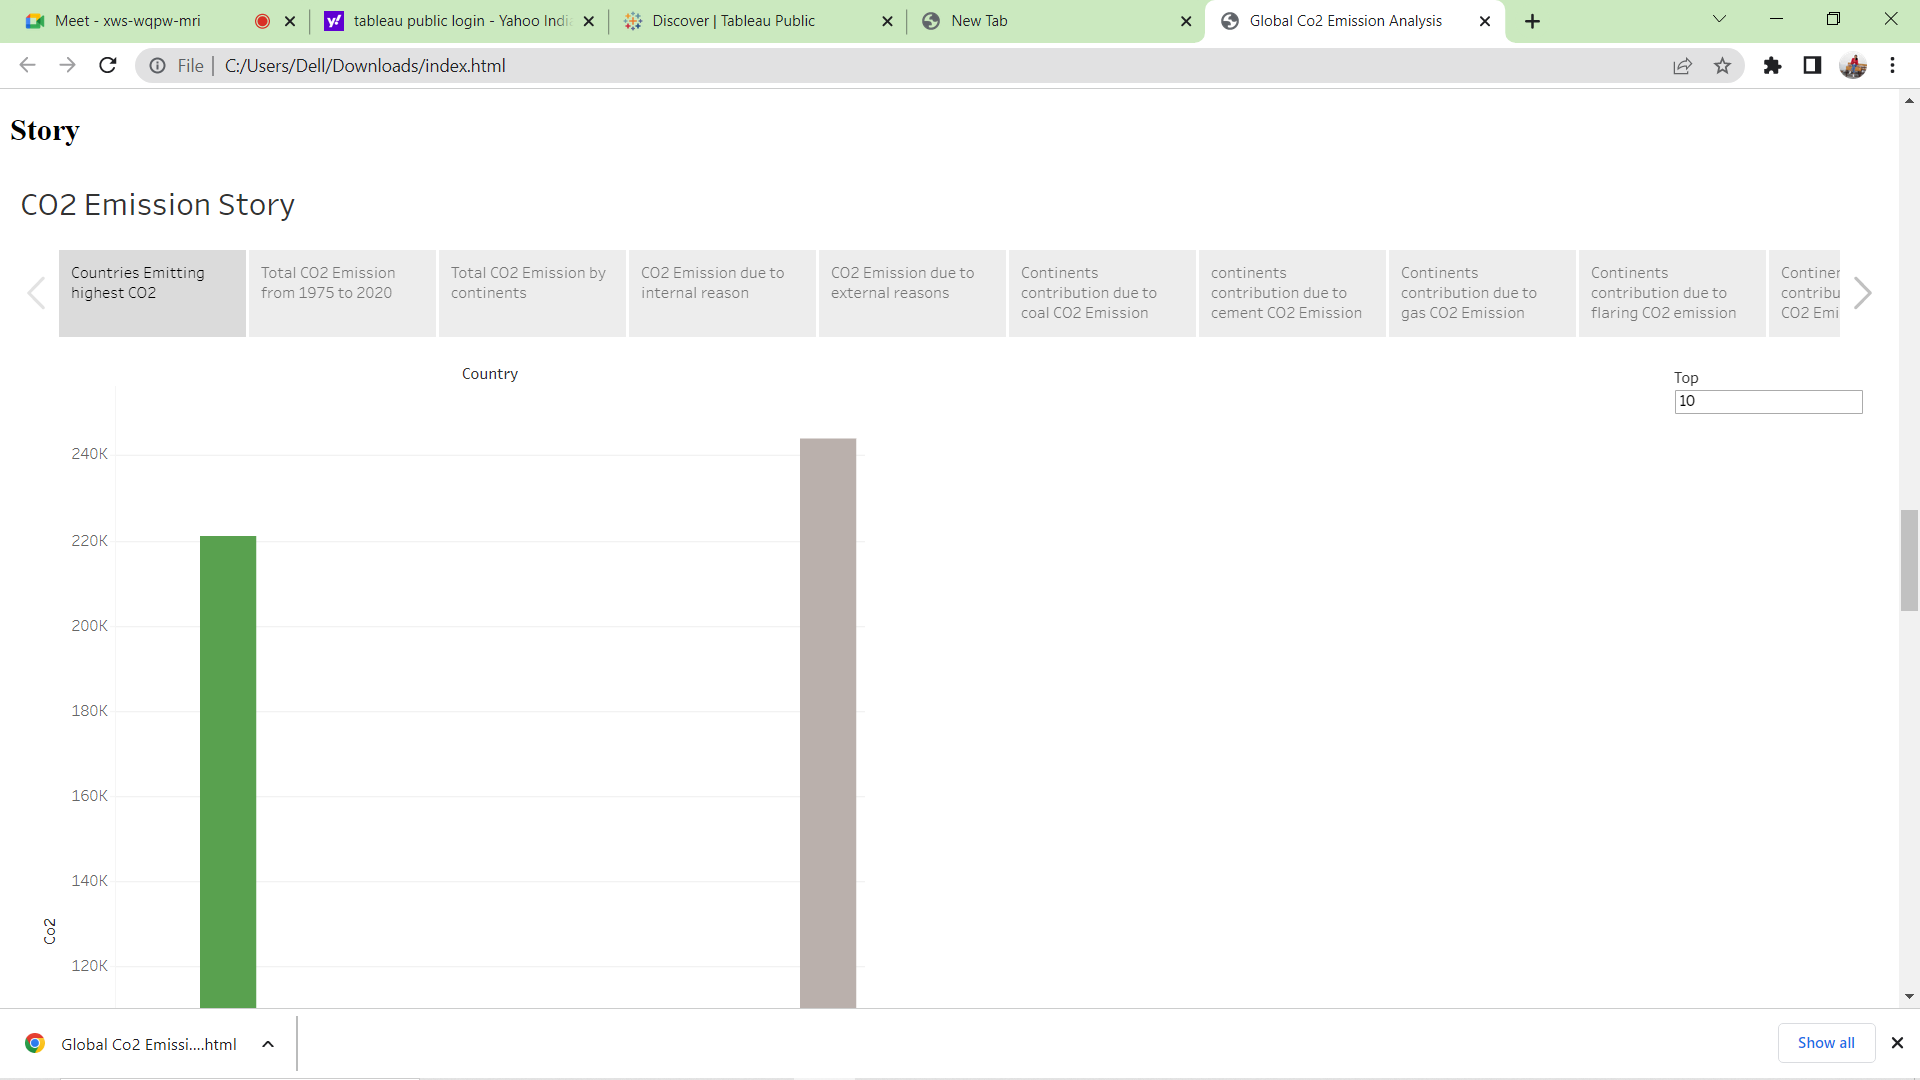 Meet - xws-wqpw-mri
tableau public login - Yahoo Indi
Discover | Tableau Public
New Tab
Global Co2 Emission Analysis
File
C:/Users/Dell/Downloads/index.html
Story
CO2 Emission Story
Countries Emitting
highest CO2
Total CO2 Emission
from 1975 to 2020
Total CO2 Emission by
continents
CO2 Emission due to
internal reason
CO2 Emission due to
external reasons
Continents
contribution due to
coal CO2 Emission
continents
contribution due to
cement CO2 Emission
Continents
contribution due to
gas CO2 Emission
Continents
contribution due to
flaring CO2 emission
Continen
contribu
CO2 Emi
Country
Top
10
240K
220K
200K
180K
160K
140K
120K
Co2
Global Co2 Emissi....html
Show all